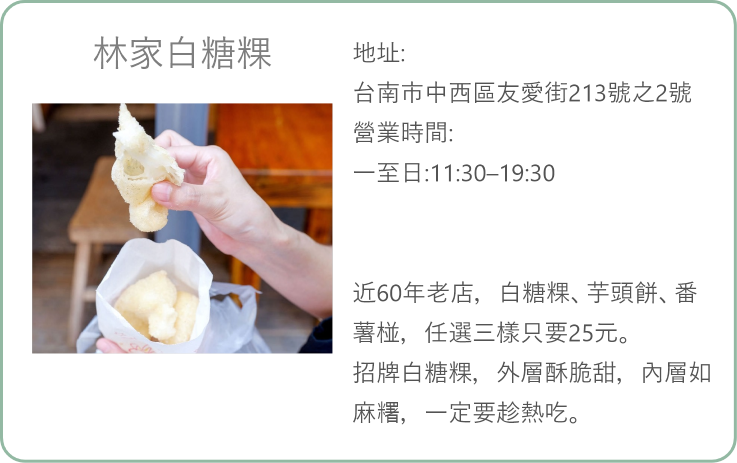 林家白糖粿
地址:
台南市中西區友愛街213號之2號
營業時間:
一至日:11:30–19:30
近60年老店，白糖粿、芋頭餅、番
薯椪，任選三樣只要25元。
招牌白糖粿，外層酥脆甜，內層如
麻糬，一定要趁熱吃。